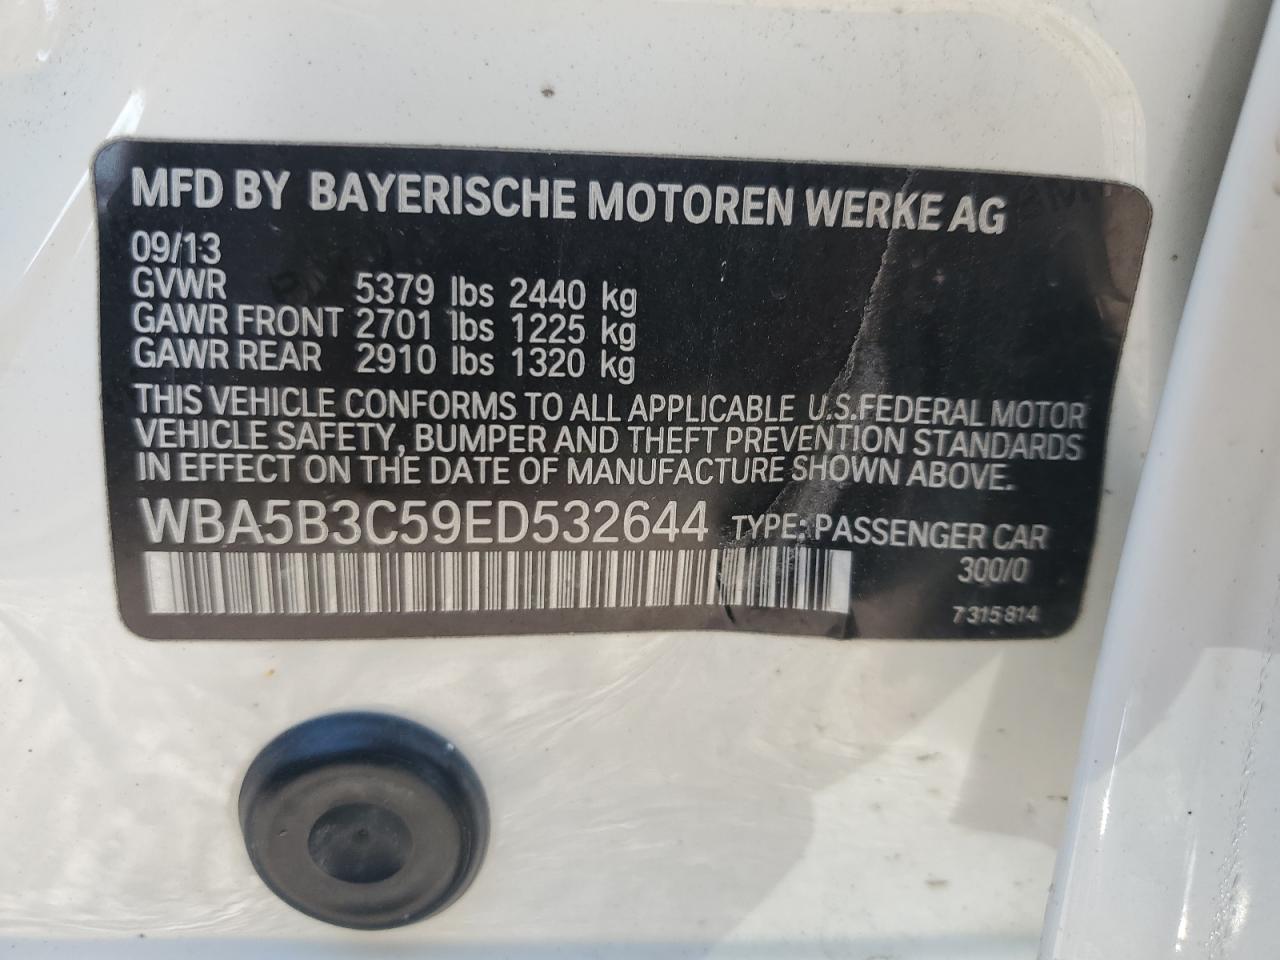 MFD BY BAYERISCHE MOTOREN WERKE AG
09/13
GVWR 5379 lbs 2440 kg
GAWR FRONT 2701 lbs 1225 kg
GAWR REAR 2910 lbs 1320 kg
THIS VEHICLE CONFORMS TO ALL APPLICABLE U.S.FEDERAL MOTOR
VEHICLE SAFETY, BUMPER AND THEFT PREVENTION STANDARDS
IN EFFECT ON THE DATE OF MANUFACTURE SHOWN ABOVE.
WBA5B3C59ED532644 TYPE: PASSENGER CAR
300/0
7 315 814